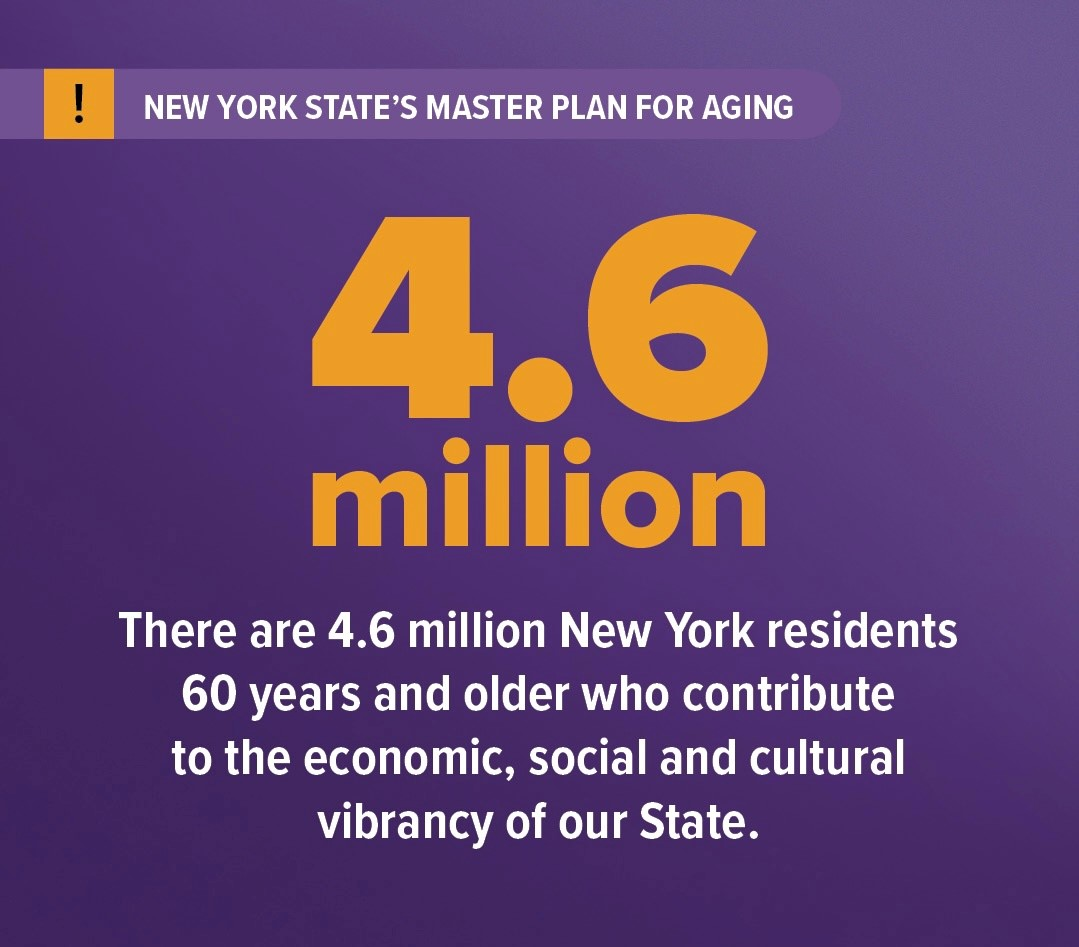 !
NEW YORK STATE’S MASTER PLAN FOR AGING
4.6
million
There are 4.6 million New York residents
60 years and older who contribute
to the economic, social and cultural
vibrancy of our State.